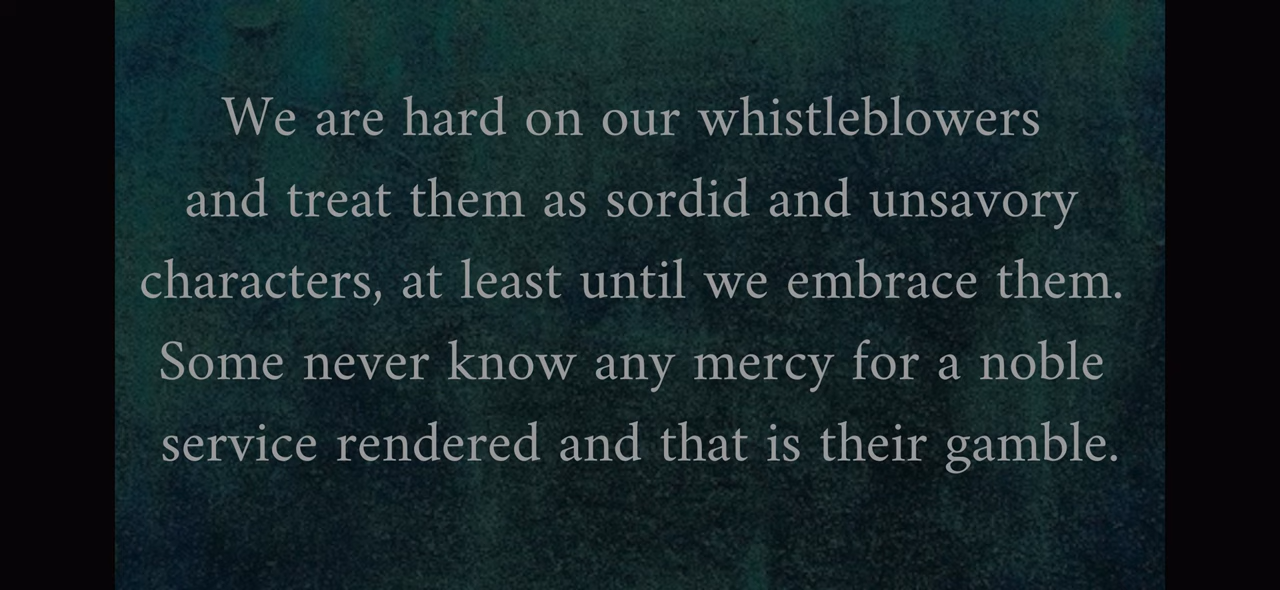 We are hard on our whistleblowers
and treat them as sordid and unsavory
characters, at least until we embrace them.
Some never know any mercy for a noble
service rendered and that is their gamble.